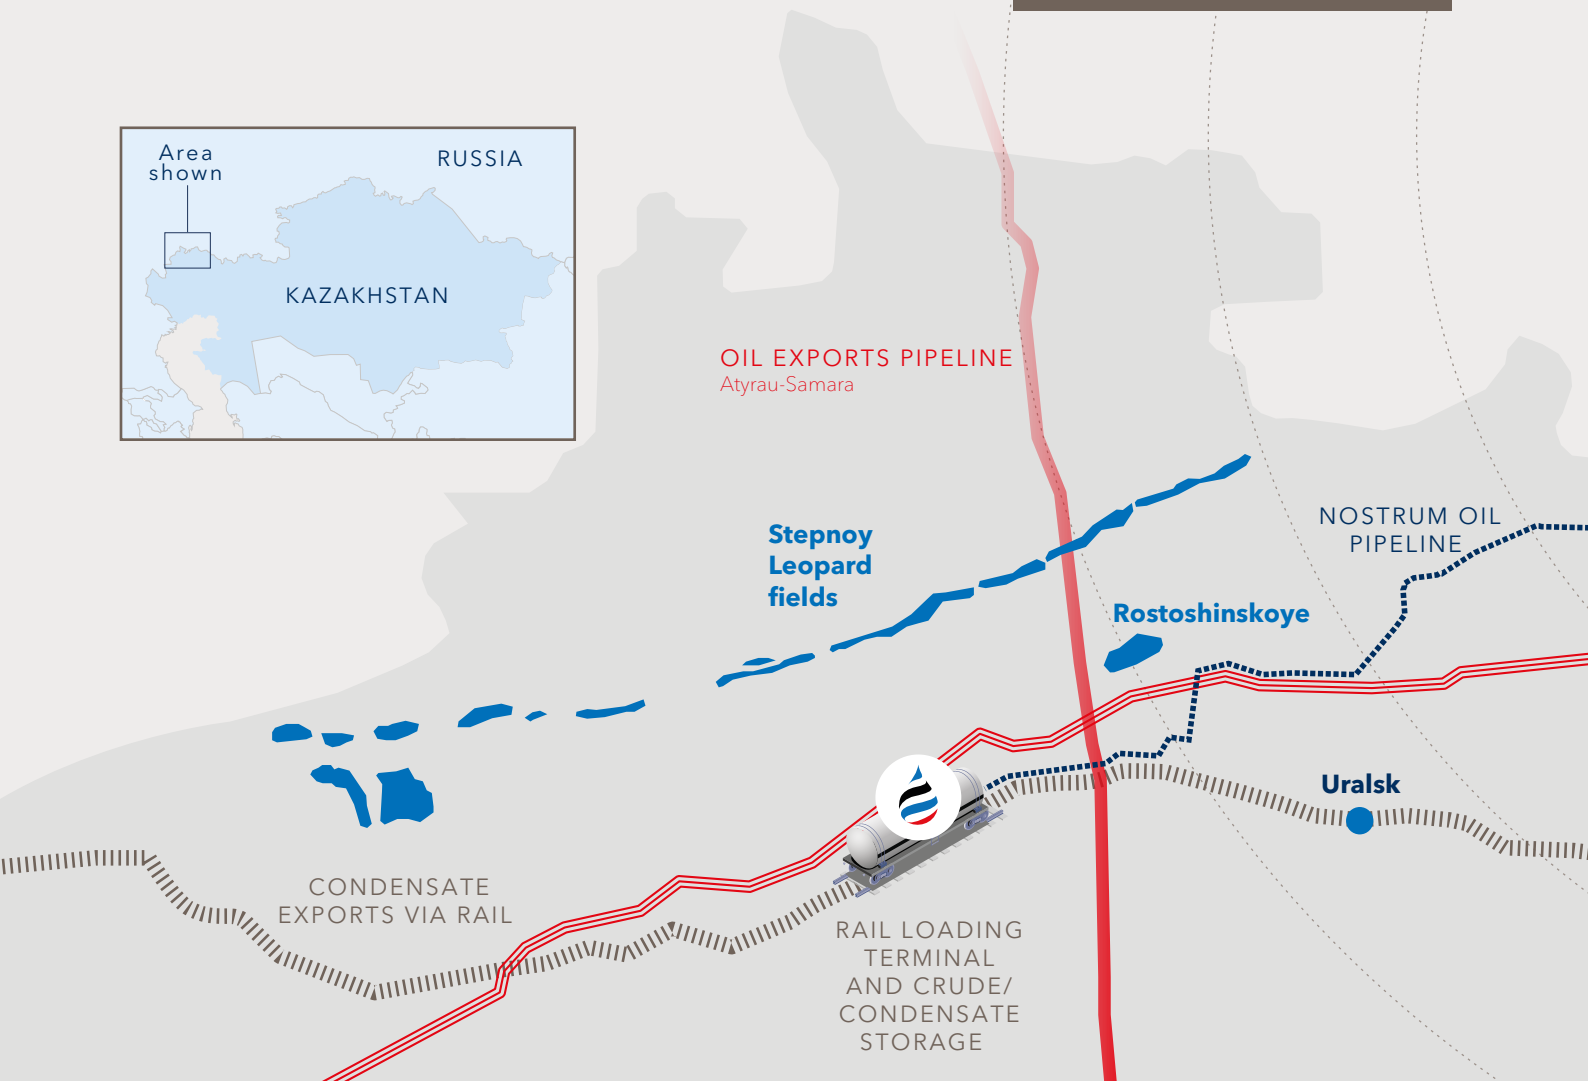 Area
shown
RUSSIA
KAZAKHSTAN
OIL EXPORTS PIPELINE
Atyrau-Samara
Stepnoy
Leopard
fields
NOSTRUM OIL
PIPELINE
Rostoshinskoye
Uralsk
CONDENSATE
EXPORTS VIA RAIL
RAIL LOADING
TERMINAL
AND CRUDE/
CONDENSATE
STORAGE